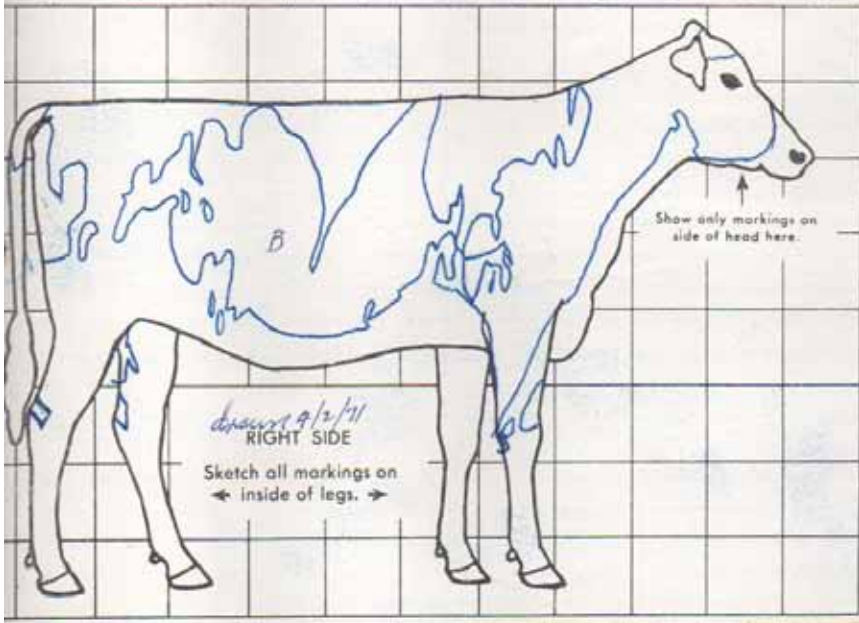 Show only markings on
side of head here.
B
drawn 4/2/71
RIGHT SIDE
Sketch all markings on
inside of legs.